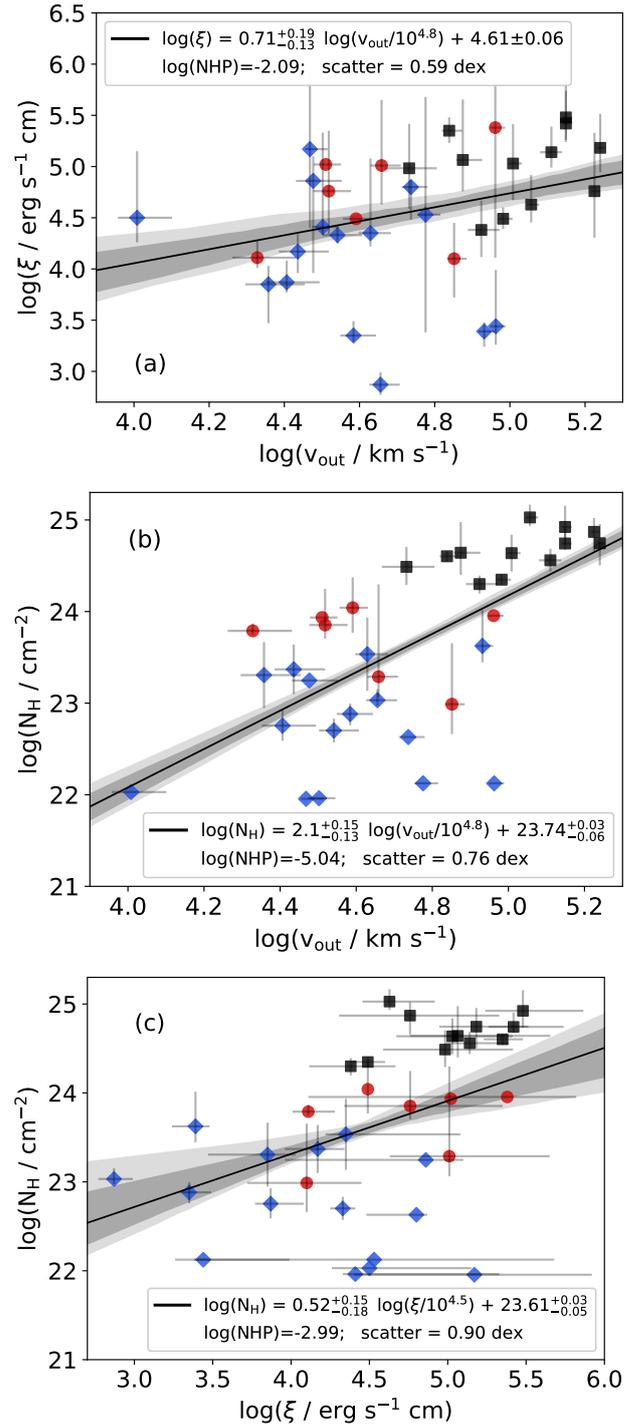 6.5
log(ξ) = 0.71^{+0.19}_{-0.13} log(v_out/10^{4.8}) + 4.61±0.06
log(NHP)=-2.09; scatter = 0.59 dex
6.0
5.5
5.0
4.5
4.0
3.5
3.0
log(ξ / erg s^{-1} cm)
(a)
4.0 4.2 4.4 4.6 4.8 5.0 5.2
log(v_out / km s^{-1})
25
24
23
22
21
log(N_H / cm^{-2})
(b)
log(N_H) = 2.1^{+0.15}_{-0.13} log(v_out/10^{4.8}) + 23.74^{+0.03}_{-0.06}
log(NHP)=-5.04; scatter = 0.76 dex
4.0 4.2 4.4 4.6 4.8 5.0 5.2
log(v_out / km s^{-1})
25
24
23
22
21
log(N_H / cm^{-2})
(c)
log(N_H) = 0.52^{+0.15}_{-0.18} log(ξ/10^{4.5}) + 23.61^{+0.03}_{-0.05}
log(NHP)=-2.99; scatter = 0.90 dex
3.0 3.5 4.0 4.5 5.0 5.5 6.0
log(ξ / erg s^{-1} cm)